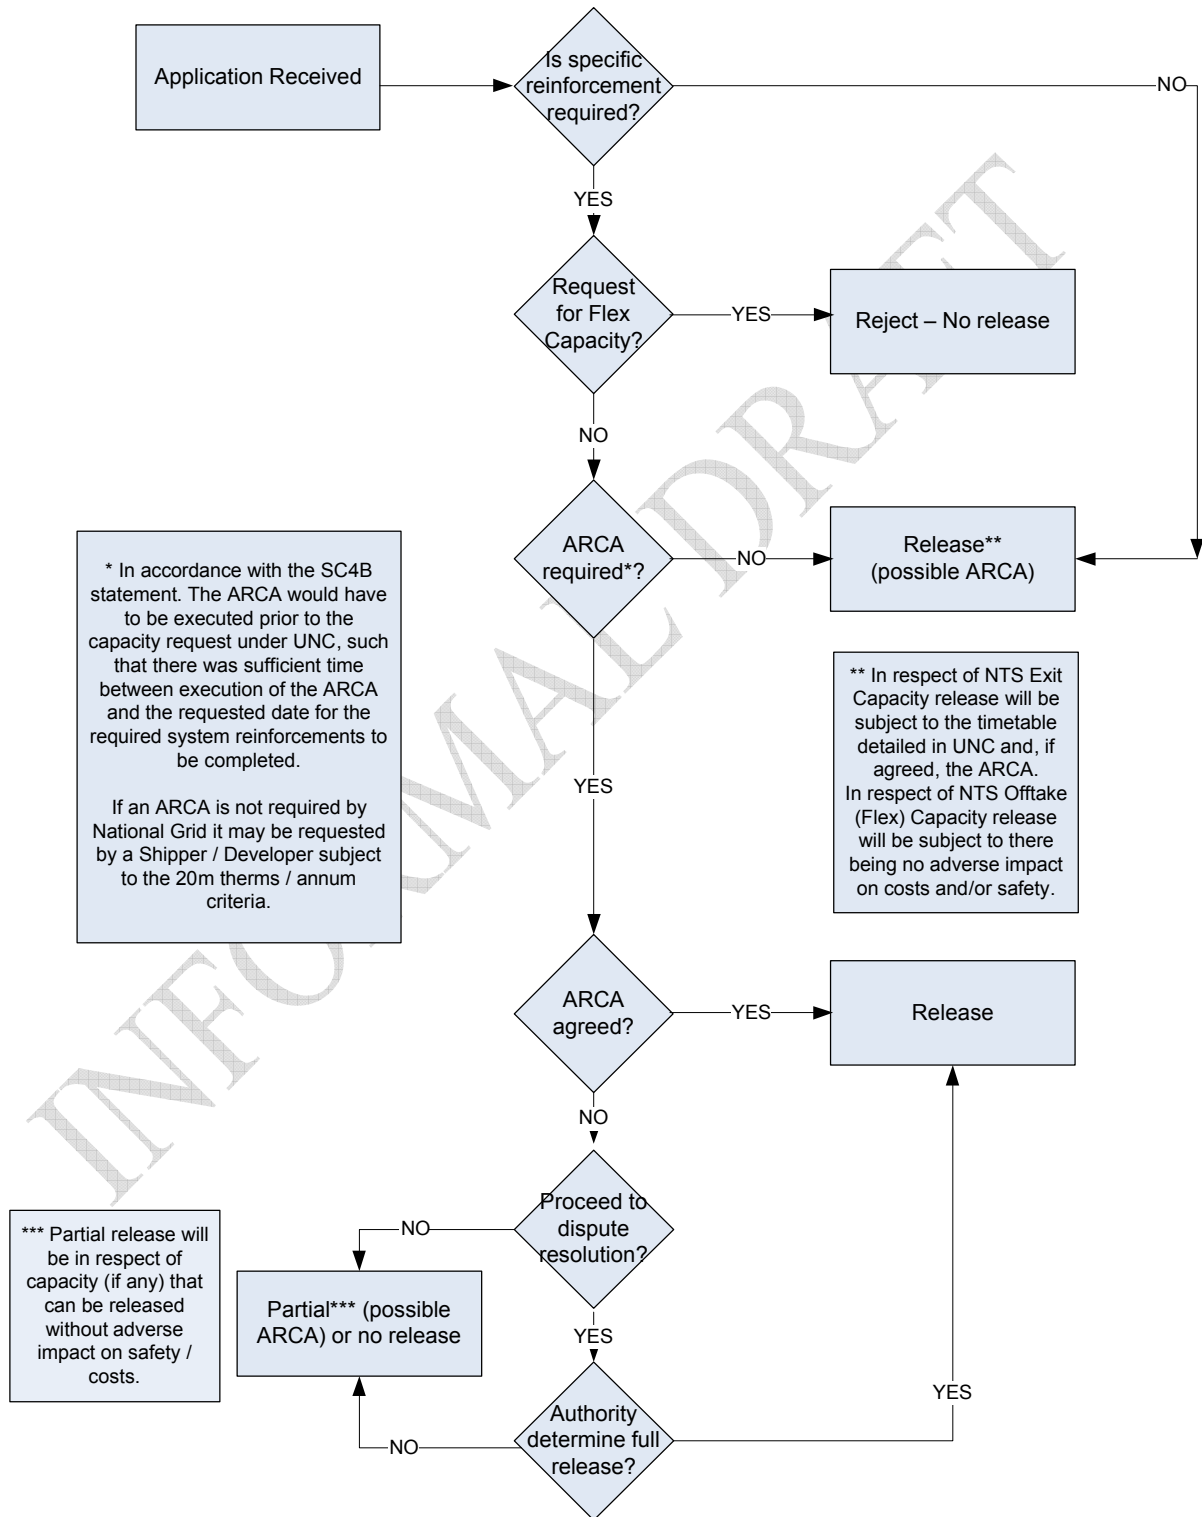 Application Received
Is specific
reinforcement
required?
NO
YES
Request
for Flex
Capacity?
YES
Reject – No release
NO
ARCA
required*?
NO
Release**
(possible ARCA)
* In accordance with the SC4B
statement. The ARCA would have
to be executed prior to the
capacity request under UNC, such
that there was sufficient time
between execution of the ARCA
and the requested date for the
required system reinforcements to
be completed.
If an ARCA is not required by
National Grid it may be requested
by a Shipper / Developer subject
to the 20m therms / annum
criteria.
** In respect of NTS Exit
Capacity release will be
subject to the timetable
detailed in UNC and, if
agreed, the ARCA.
In respect of NTS Offtake
(Flex) Capacity release
will be subject to there
being no adverse impact
on costs and/or safety.
YES
ARCA
agreed?
YES
Release
NO
Proceed to
dispute
resolution?
NO
*** Partial release will
be in respect of
capacity (if any) that
can be released
without adverse
impact on safety /
costs.
Partial*** (possible
ARCA) or no release
YES
YES
Authority
determine full
release?
NO
INFORMAL DRAFT